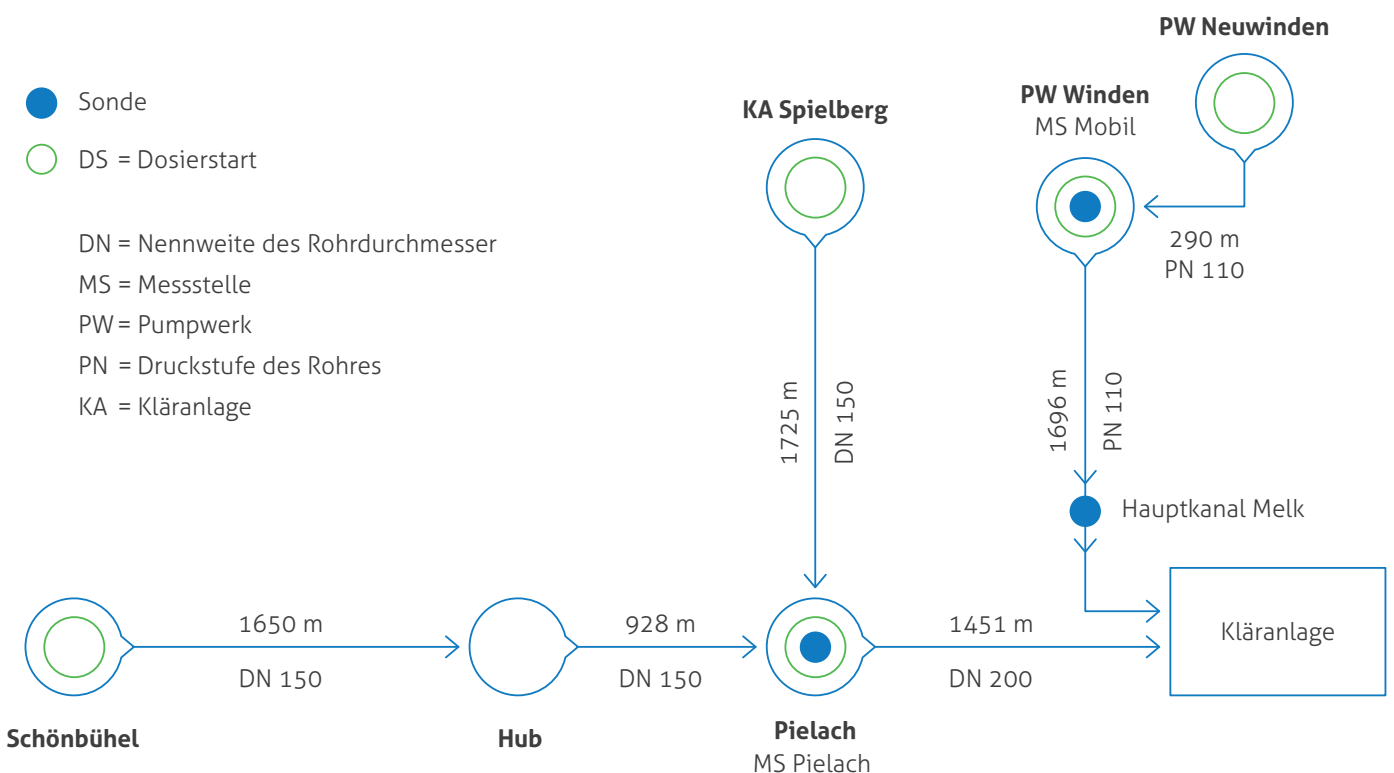 PW Neuwinden
Sonde
DS = Dosierstart
DN = Nennweite des Rohrdurchmesser
MS = Messstelle
PW = Pumpwerk
PN = Druckstufe des Rohres
KA = Kläranlage
KA Spielberg
PW Winden
MS Mobil
290 m
PN 110
1725 m
DN 150
1696 m
PN 110
Hauptkanal Melk
1650 m
DN 150
928 m
DN 150
1451 m
DN 200
Kläranlage
Schönbühel
Hub
Pielach
MS Pielach